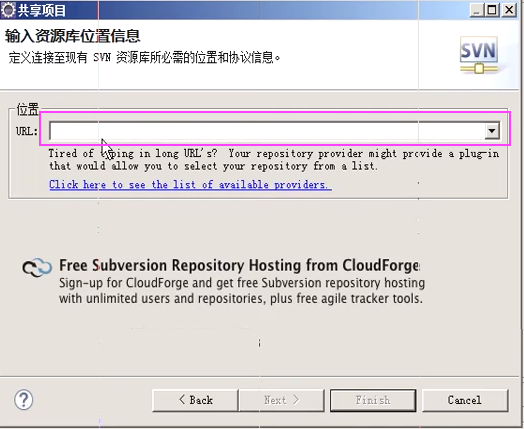 共享项目
输入资源库位置信息
定义连接至现有 SVN 资源库所必需的位置和协议信息。
SVN
位置
URL:
Tired of typing in long URL's? Your repository provider might provide a plug-in
that would allow you to select your repository from a list.
Click here to see the list of available providers.
Free Subversion Repository Hosting from CloudForge
Sign-up for CloudForge and get free Subversion repository hosting
with unlimited users and repositories, plus free agile tracker tools.
? < Back Next > Finish Cancel